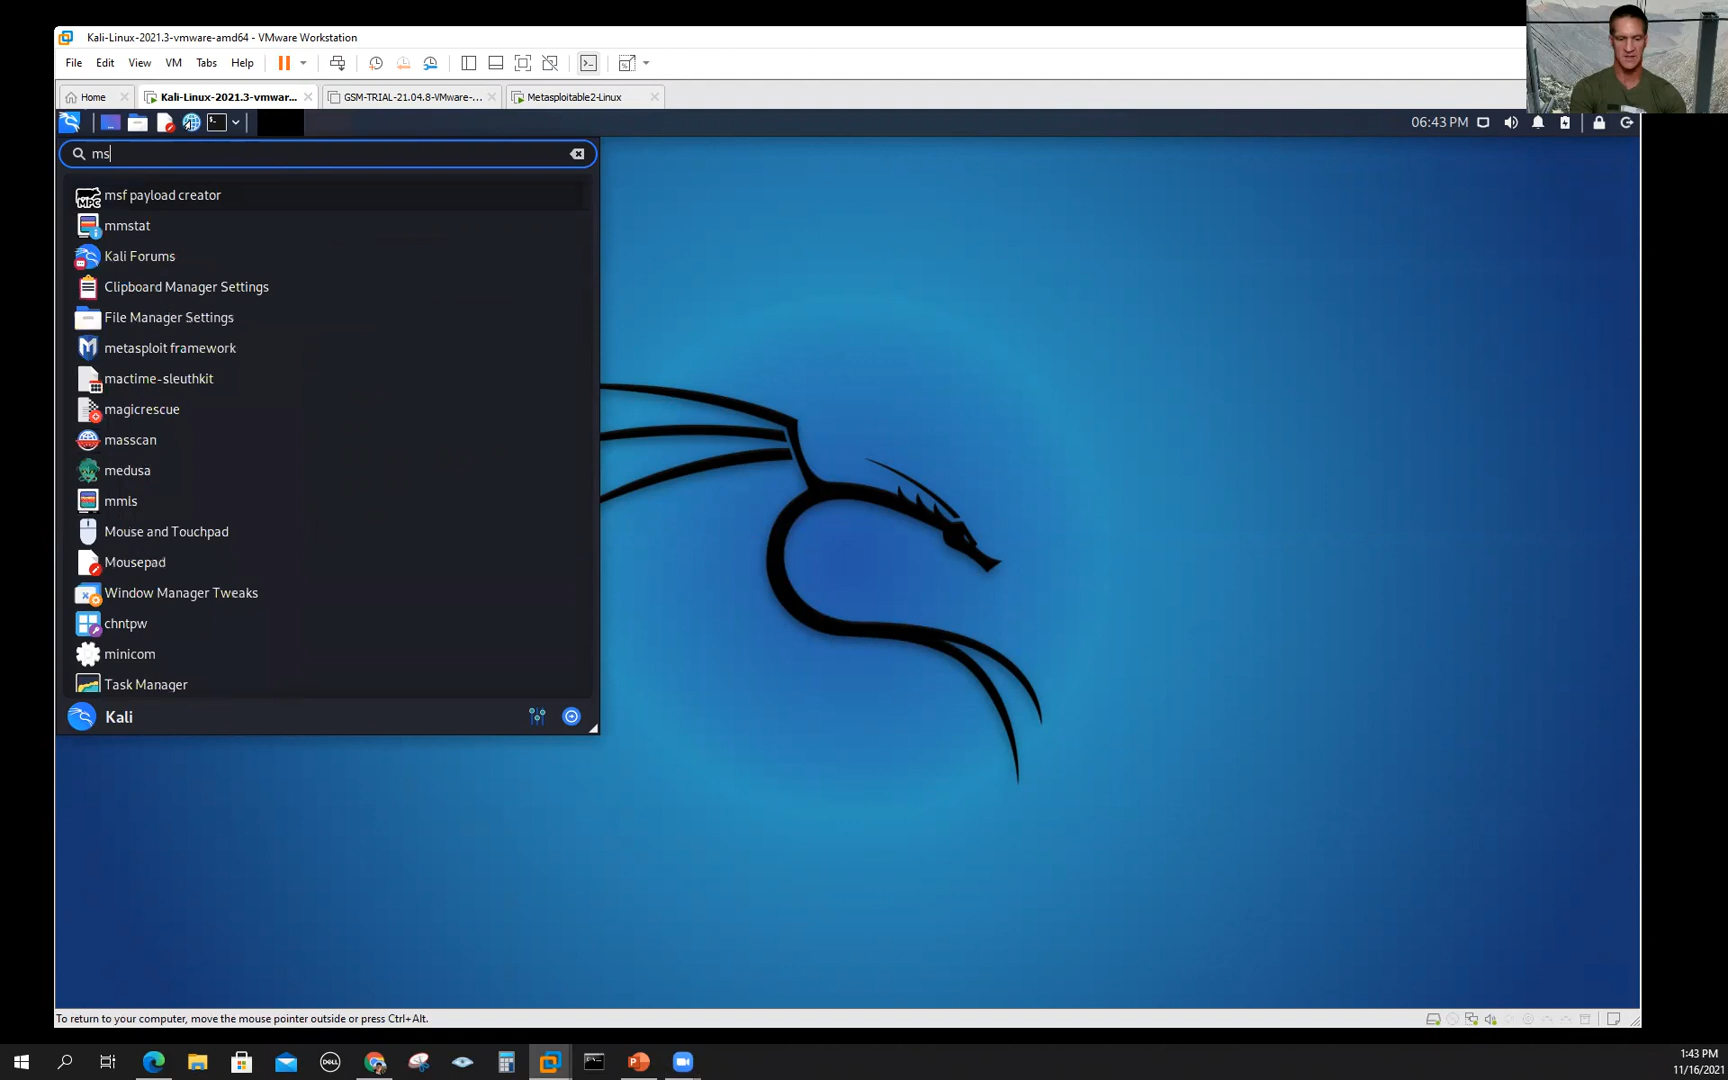 Kali-Linux-2021.3-vmware-amd64 - VMware Workstation
File Edit View VM Tabs Help
Home Kali-Linux-2021.3-vmwar... GSM-TRIAL-21.04.8-VMware-... Metasploitable2-Linux
06:43 PM
ms
msf payload creator
mmstat
Kali Forums
Clipboard Manager Settings
File Manager Settings
metasploit framework
mactime-sleuthkit
magicrescue
masscan
medusa
mmls
Mouse and Touchpad
Mousepad
Window Manager Tweaks
chntpw
minicom
Task Manager
Kali
To return to your computer, move the mouse pointer outside or press Ctrl+Alt.
1:43 PM
11/16/2021